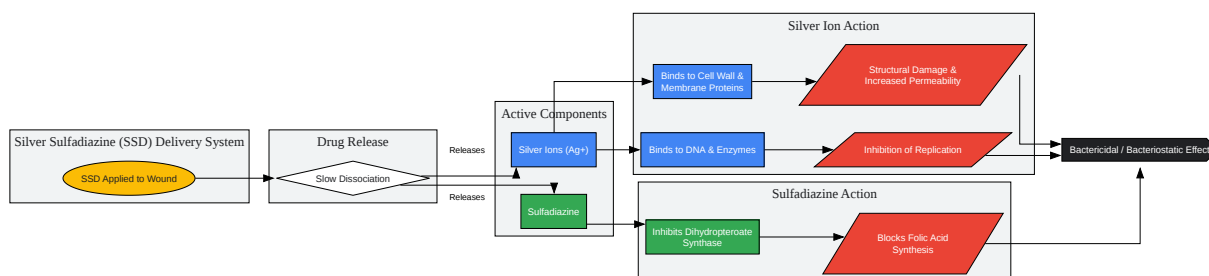 Silver Ion Action
Binds to Cell Wall &
Membrane Proteins
Structural Damage &
Increased Permeability
Active Components
Silver Sulfadiazine (SSD) Delivery System
Drug Release
Releases
Silver Ions (Ag+)
Binds to DNA & Enzymes
Inhibition of Replication
Bactericidal / Bacteriostatic Effect
SSD Applied to Wound
Slow Dissociation
Releases
Sulfadiazine
Sulfadiazine Action
Inhibits Dihydropteroate
Synthase
Blocks Folic Acid
Synthesis